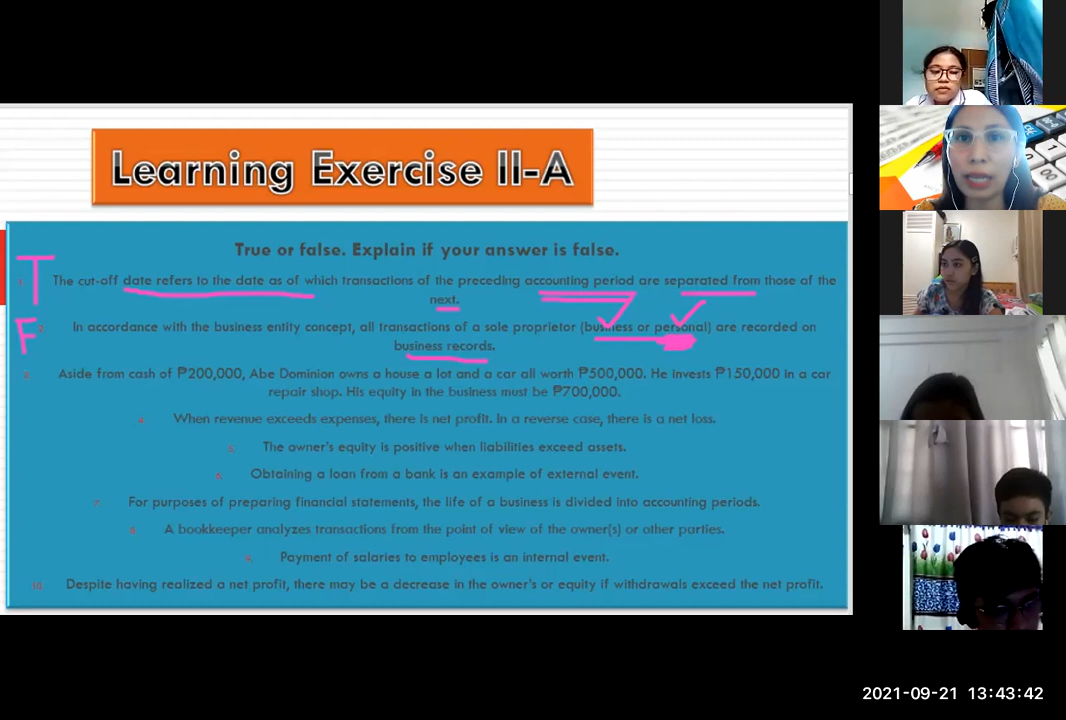 Learning Exercise II-A
True or false. Explain if your answer is false.
T
1. The cut-off date refers to the date as of which transactions of the preceding accounting period are separated from those of the
next.
F
2. In accordance with the business entity concept, all transactions of a sole proprietor (business or personal) are recorded on
business records.
3. Aside from cash of ₱200,000, Abe Dominion owns a house a lot and a car all worth ₱500,000. He invests ₱150,000 in a car
repair shop. His equity in the business must be ₱700,000.
4. When revenue exceeds expenses, there is net profit. In a reverse case, there is a net loss.
5. The owner's equity is positive when liabilities exceed assets.
6. Obtaining a loan from a bank is an example of external event.
7. For purposes of preparing financial statements, the life of a business is divided into accounting periods.
8. A bookkeeper analyzes transactions from the point of view of the owner(s) or other parties.
9. Payment of salaries to employees is an internal event.
10. Despite having realized a net profit, there may be a decrease in the owner's or equity if withdrawals exceed the net profit.
2021-09-21 13:43:42